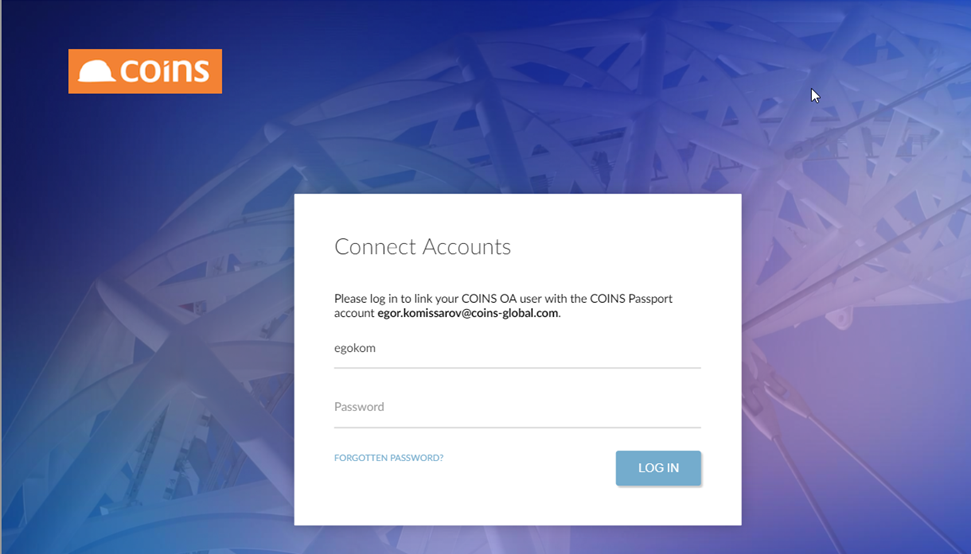 coins
Connect Accounts
Please log in to link your COINS OA user with the COINS Passport
account egor.komissarov@coins-global.com.
egokom
Password
FORGOTTEN PASSWORD?
LOG IN